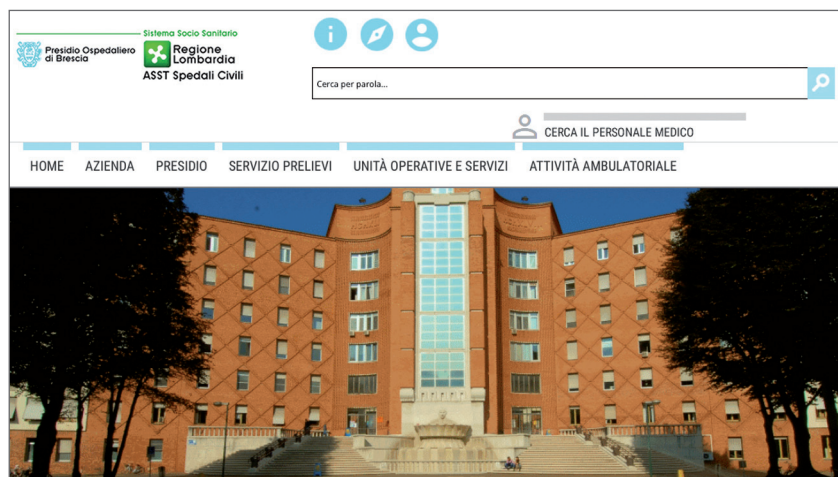 Sistema Socio Sanitario
Presidio Ospedaliero
di Brescia
Regione
Lombardia
ASST Spedali Civili
i
Cerca per parola...
CERCA IL PERSONALE MEDICO
HOME AZIENDA PRESIDIO SERVIZIO PRELIEVI UNITÀ OPERATIVE E SERVIZI ATTIVITÀ AMBULATORIALE